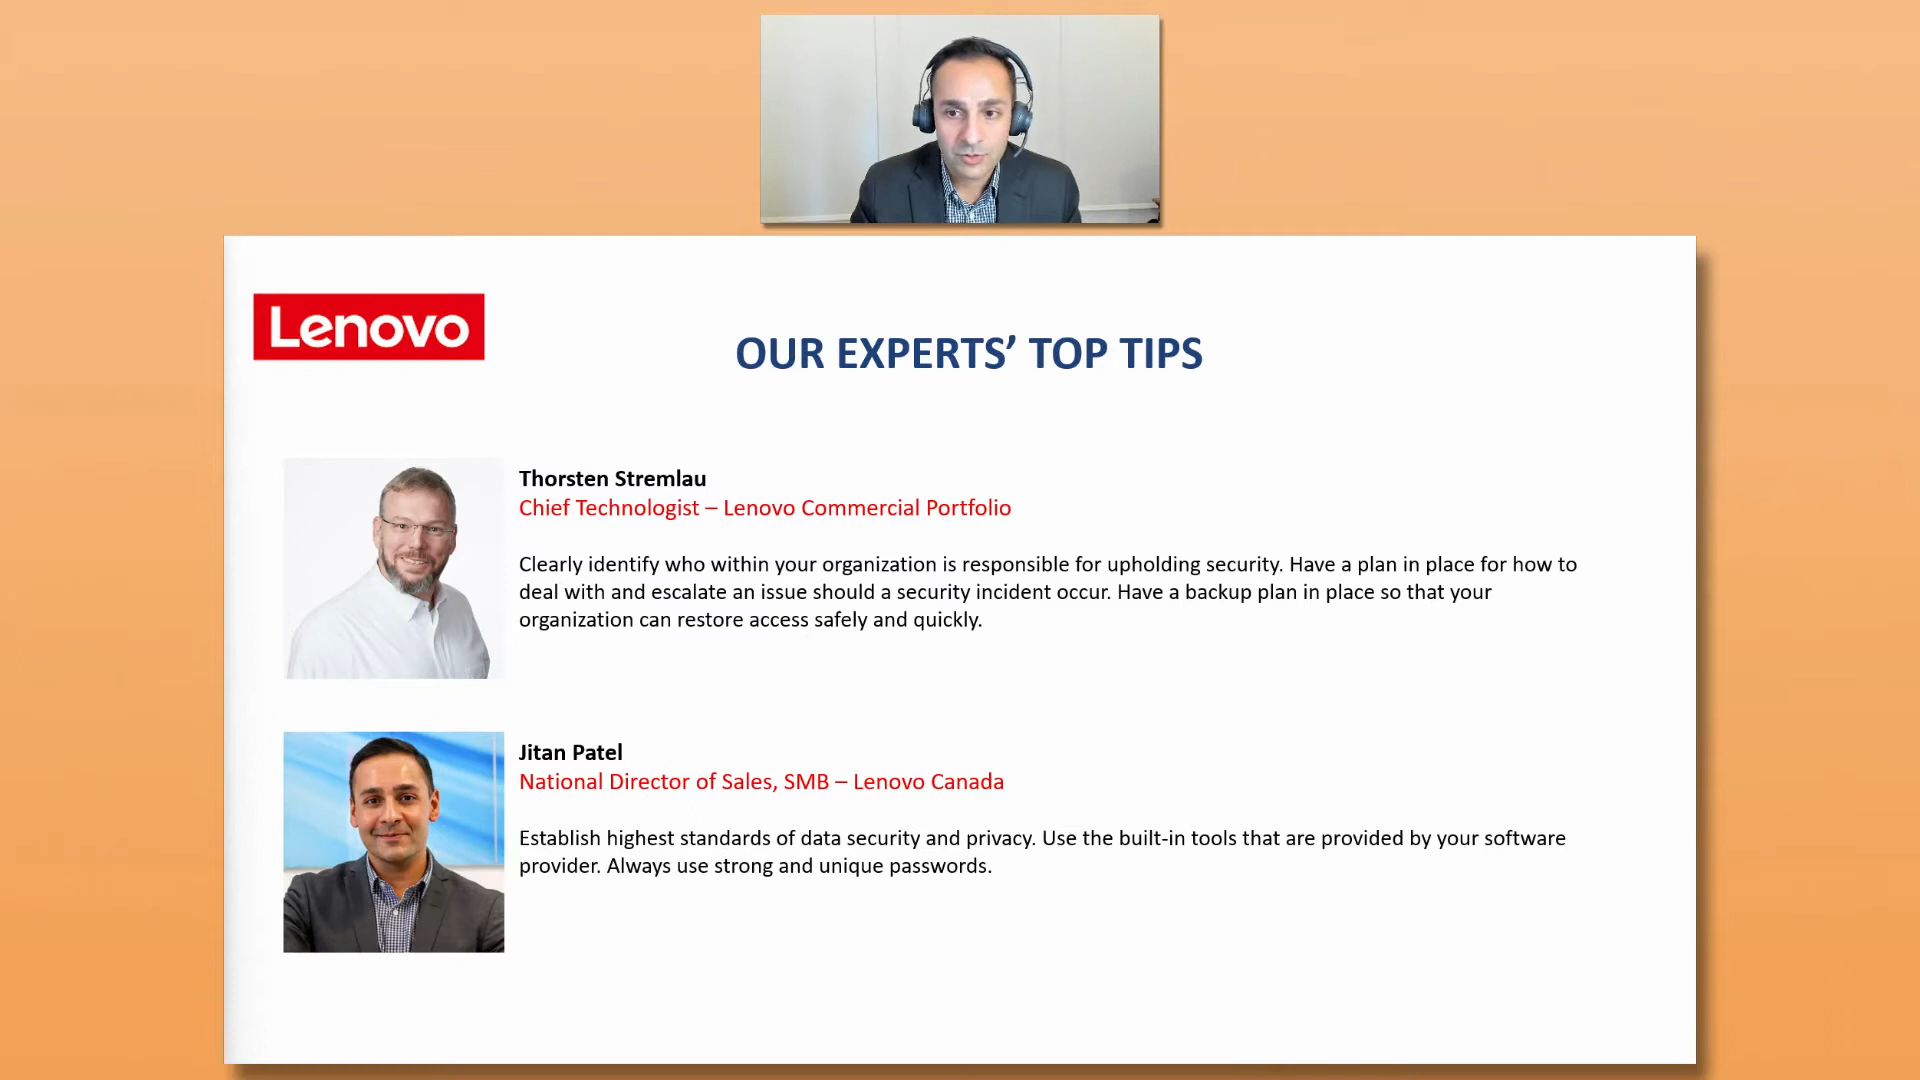 Lenovo
OUR EXPERTS’ TOP TIPS
Thorsten Stremlau
Chief Technologist – Lenovo Commercial Portfolio
Clearly identify who within your organization is responsible for upholding security. Have a plan in place for how to
deal with and escalate an issue should a security incident occur. Have a backup plan in place so that your
organization can restore access safely and quickly.
Jitan Patel
National Director of Sales, SMB – Lenovo Canada
Establish highest standards of data security and privacy. Use the built-in tools that are provided by your software
provider. Always use strong and unique passwords.